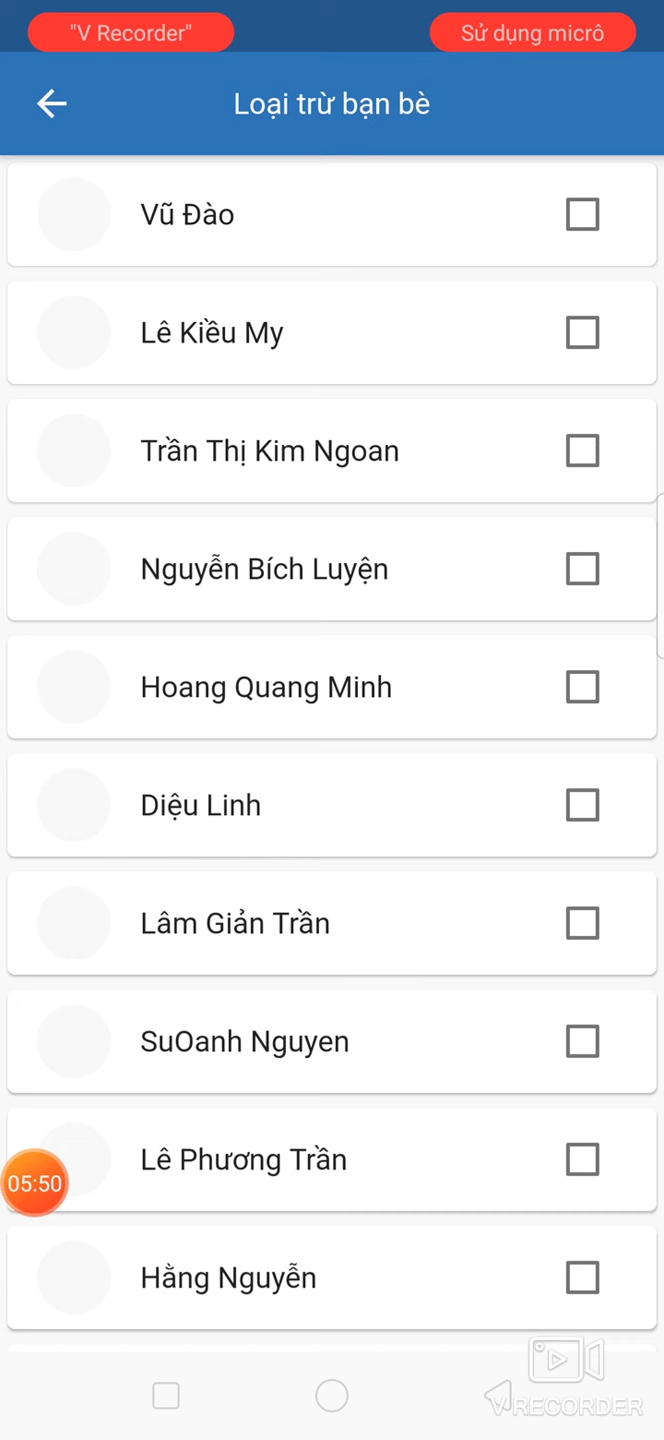 "V Recorder"
Sử dụng micrô
Loại trừ bạn bè
Vũ Đào
Lê Kiều My
Trần Thị Kim Ngoan
Nguyễn Bích Luyện
Hoang Quang Minh
Diệu Linh
Lâm Giản Trần
SuOanh Nguyen
Lê Phương Trần
05:50
Hằng Nguyễn
V RECORDER